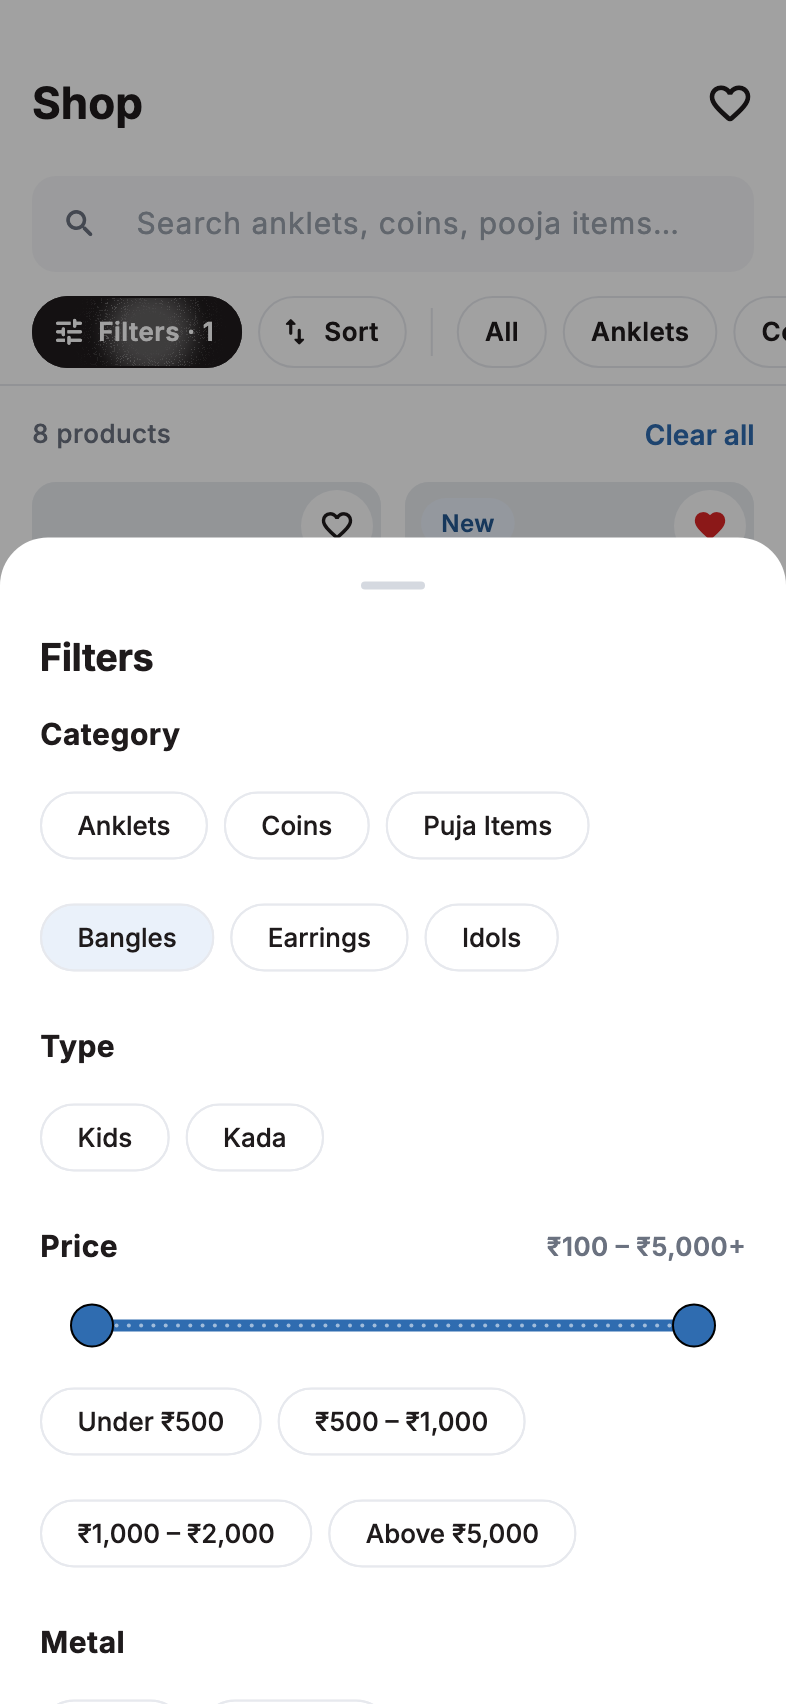 Shop
Search anklets, coins, pooja items...
Filters · 1 Sort All Anklets
8 products Clear all
New
Filters
Category
Anklets Coins Puja Items
Bangles Earrings Idols
Type
Kids Kada
Price ₹100 – ₹5,000+
Under ₹500 ₹500 – ₹1,000
₹1,000 – ₹2,000 Above ₹5,000
Metal